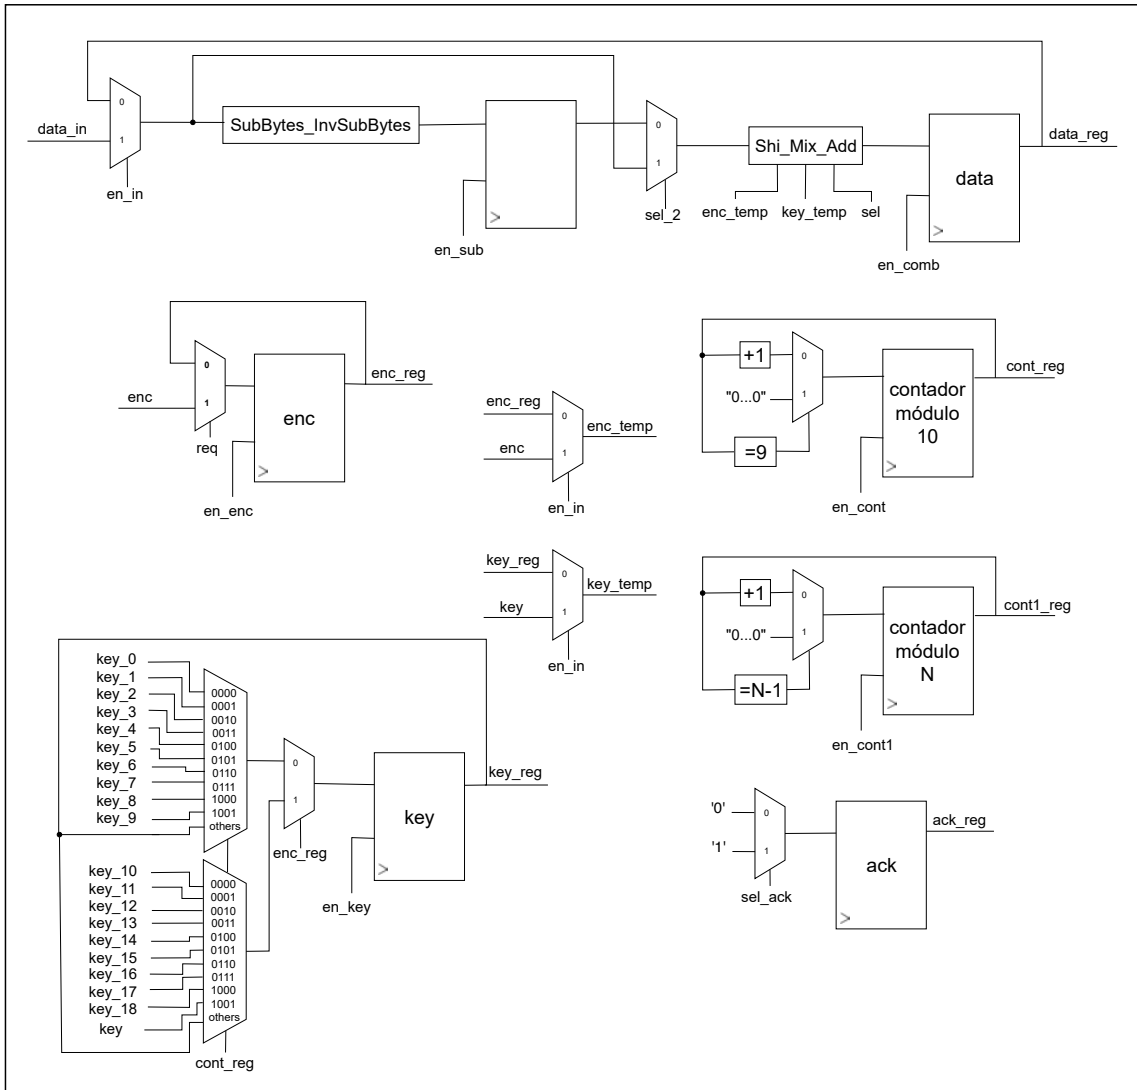 0
data_in
1
en_in
SubBytes_InvSubBytes
en_sub
0
1
sel_2
Shi_Mix_Add
enc_temp
key_temp
sel
data
en_comb
data_reg
0
enc
1
req
enc
en_enc
enc_reg
enc_reg
0
enc
1
enc_temp
en_in
+1
0
"0...0"
1
=9
contador
módulo
10
en_cont
cont_reg
key_reg
0
key
1
key_temp
en_in
+1
0
"0...0"
1
=N-1
contador
módulo
N
en_cont1
cont1_reg
key_0
key_1
key_2
key_3
key_4
key_5
key_6
key_7
key_8
key_9
0000
0001
0010
0011
0100
0101
0110
0111
1000
1001
others
key_10
key_11
key_12
key_13
key_14
key_15
key_16
key_17
key_18
key
0000
0001
0010
0011
0100
0101
0110
0111
1000
1001
others
cont_reg
0
1
enc_reg
key
en_key
key_reg
'0'
0
'1'
1
sel_ack
ack
ack_reg